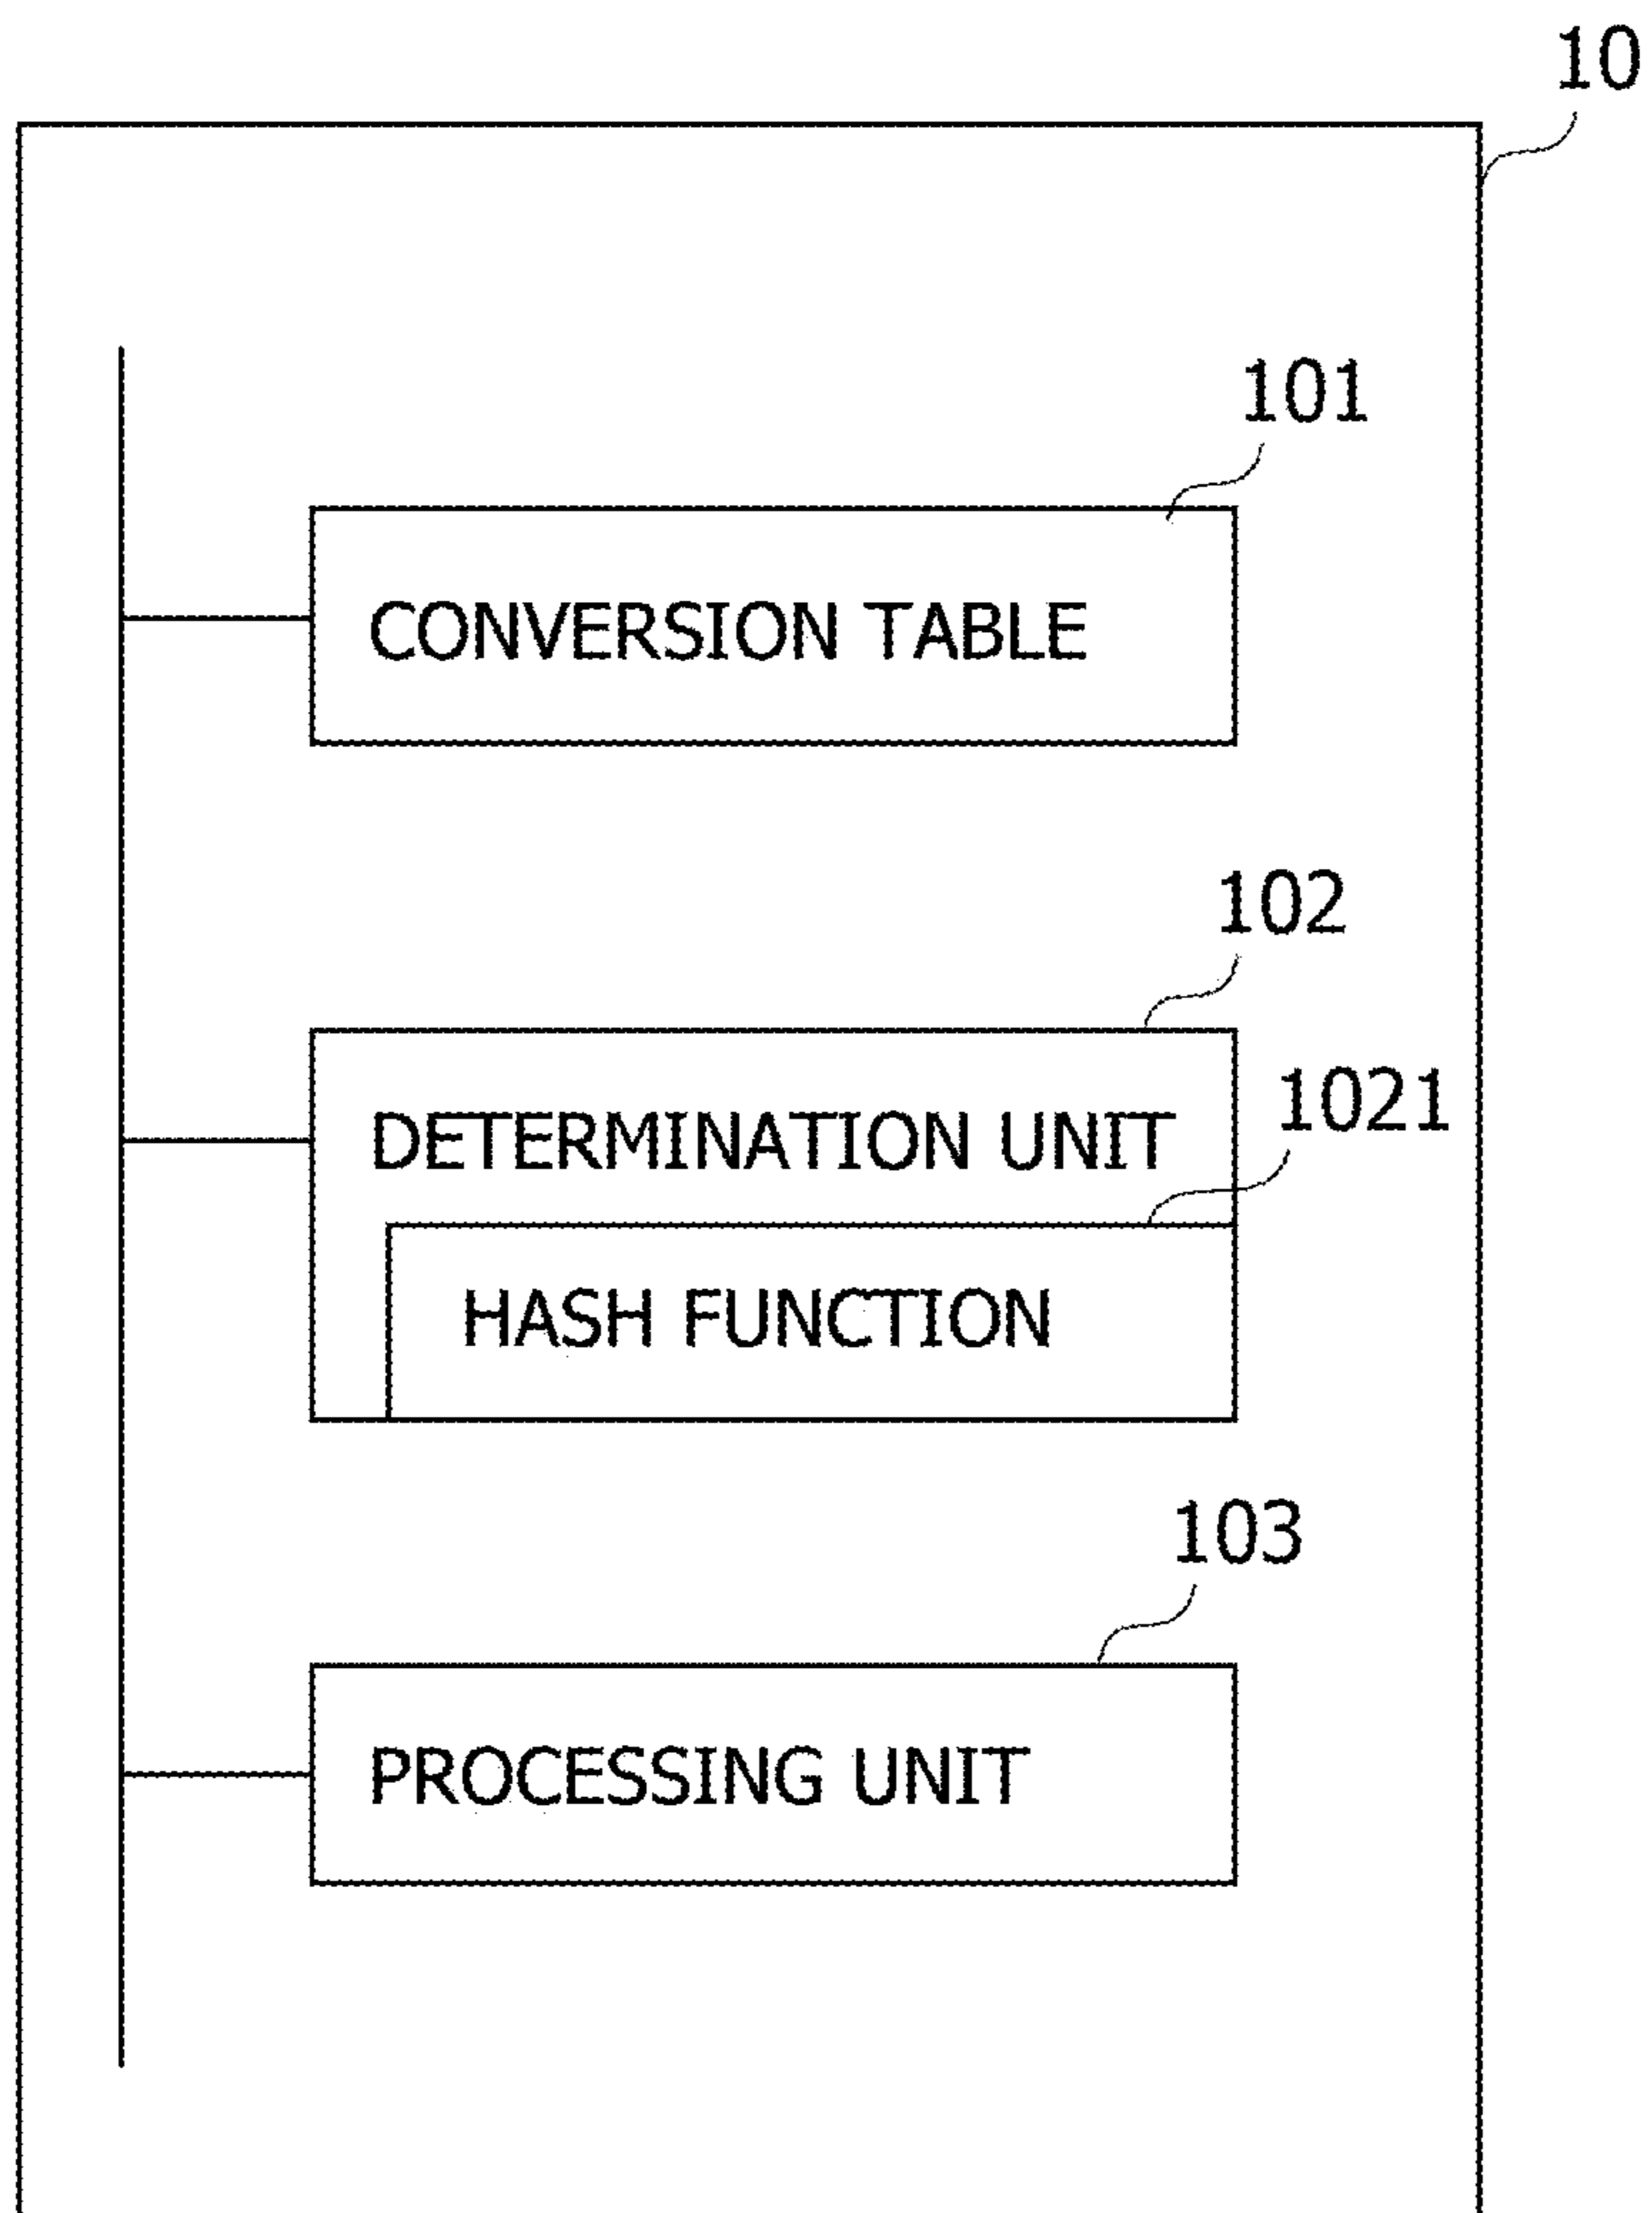 10
101
CONVERSION TABLE
102
DETERMINATION UNIT
1021
HASH FUNCTION
103
PROCESSING UNIT